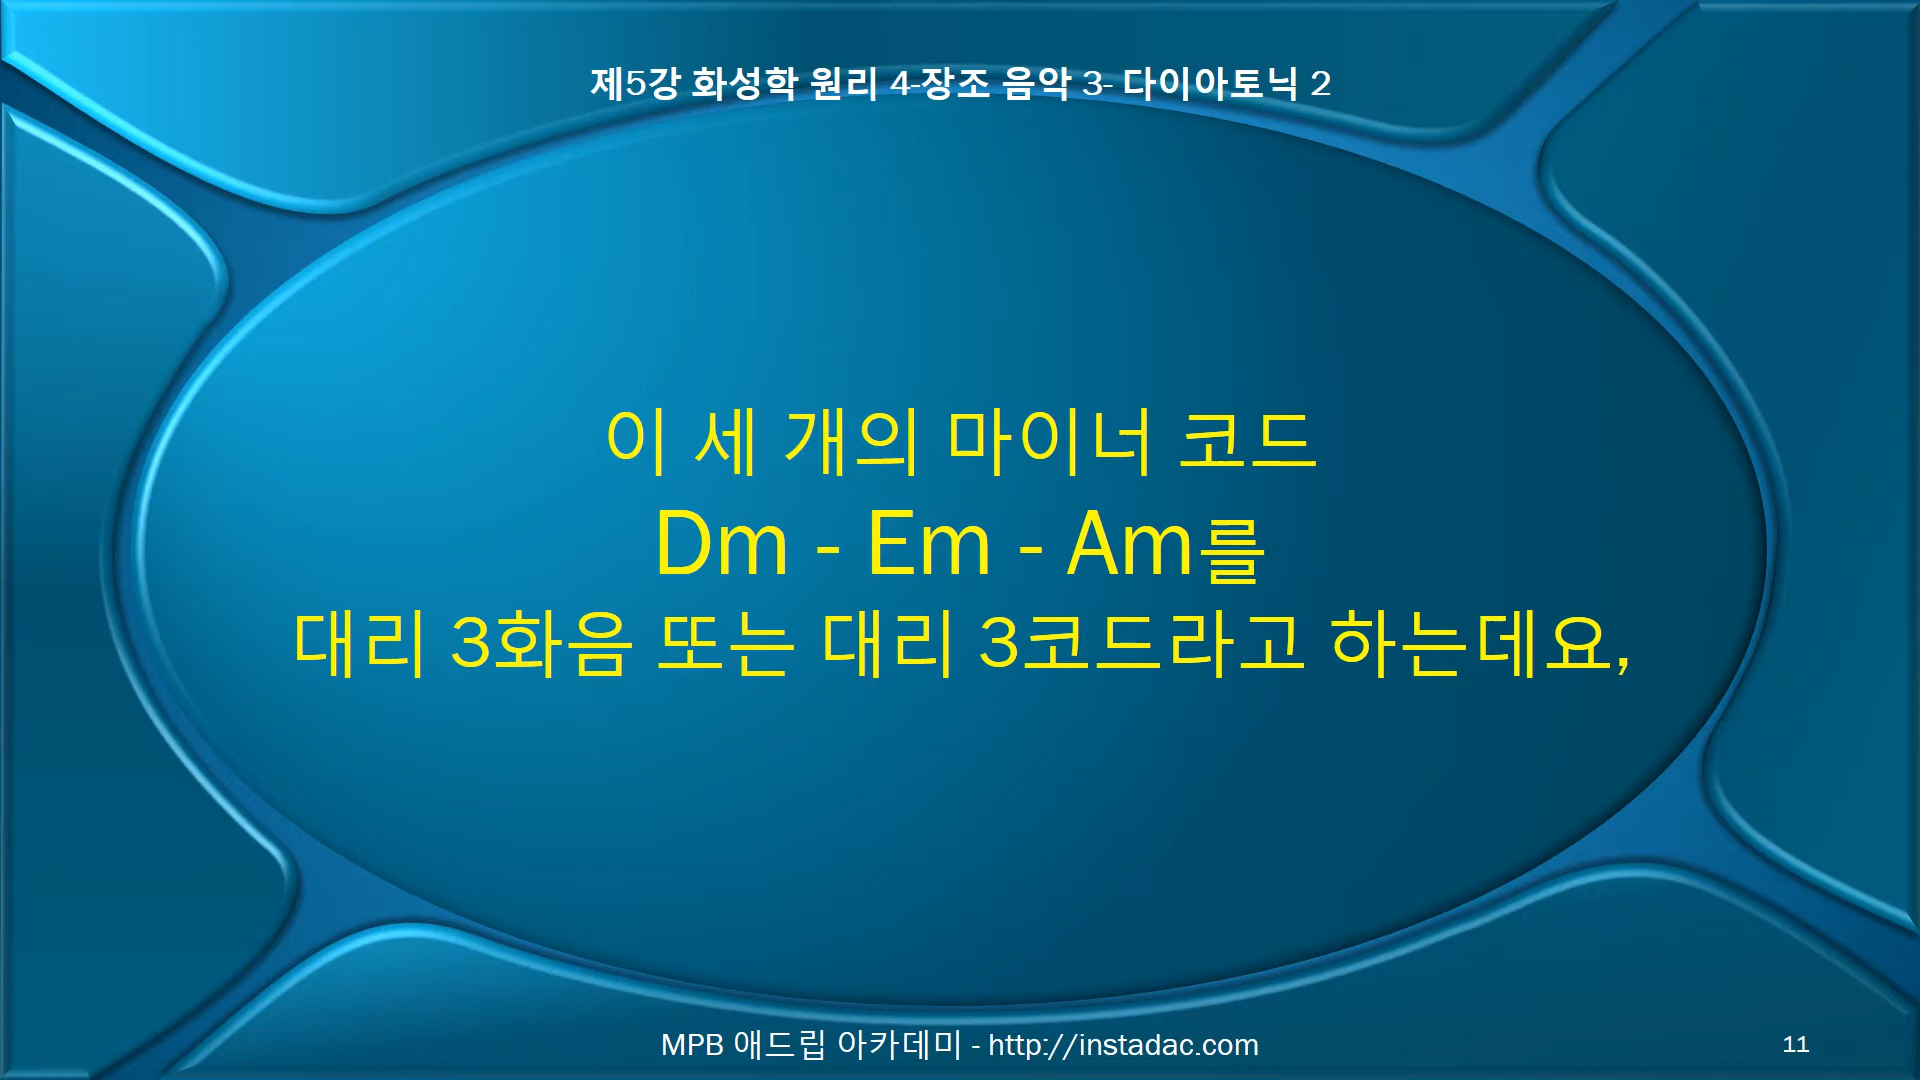 제5강 화성학 원리 4-장조 음악 3- 다이아토닉 2
이 세 개의 마이너 코드
Dm - Em - Am를
대리 3화음 또는 대리 3코드라고 하는데요,
MPB 애드립 아카데미 - http://instadac.com
11